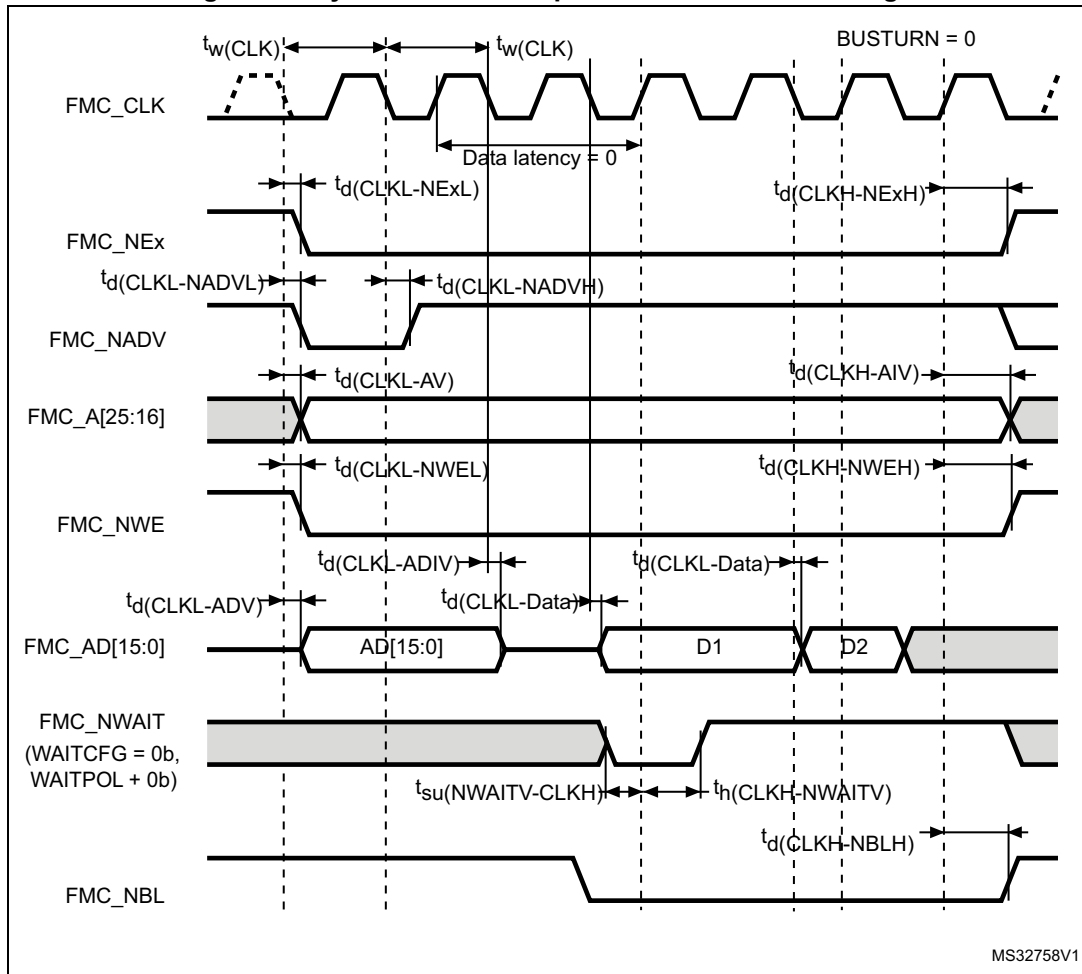 tw(CLK) tw(CLK) BUSTURN = 0
FMC_CLK
Data latency = 0
td(CLKL-NExL) td(CLKH-NExH)
FMC_NEx
td(CLKL-NADVL) td(CLKL-NADVH)
FMC_NADV
td(CLKL-AV) td(CLKH-AIV)
FMC_A[25:16]
td(CLKL-NWEL) td(CLKH-NWEH)
FMC_NWE
td(CLKL-ADIV) td(CLKL-Data)
td(CLKL-ADV) td(CLKL-Data)
FMC_AD[15:0] AD[15:0] D1 D2
FMC_NWAIT
(WAITCFG = 0b,
WAITPOL + 0b)
tsu(NWAITV-CLKH) th(CLKH-NWAITV)
td(CLKH-NBLH)
FMC_NBL
MS32758V1